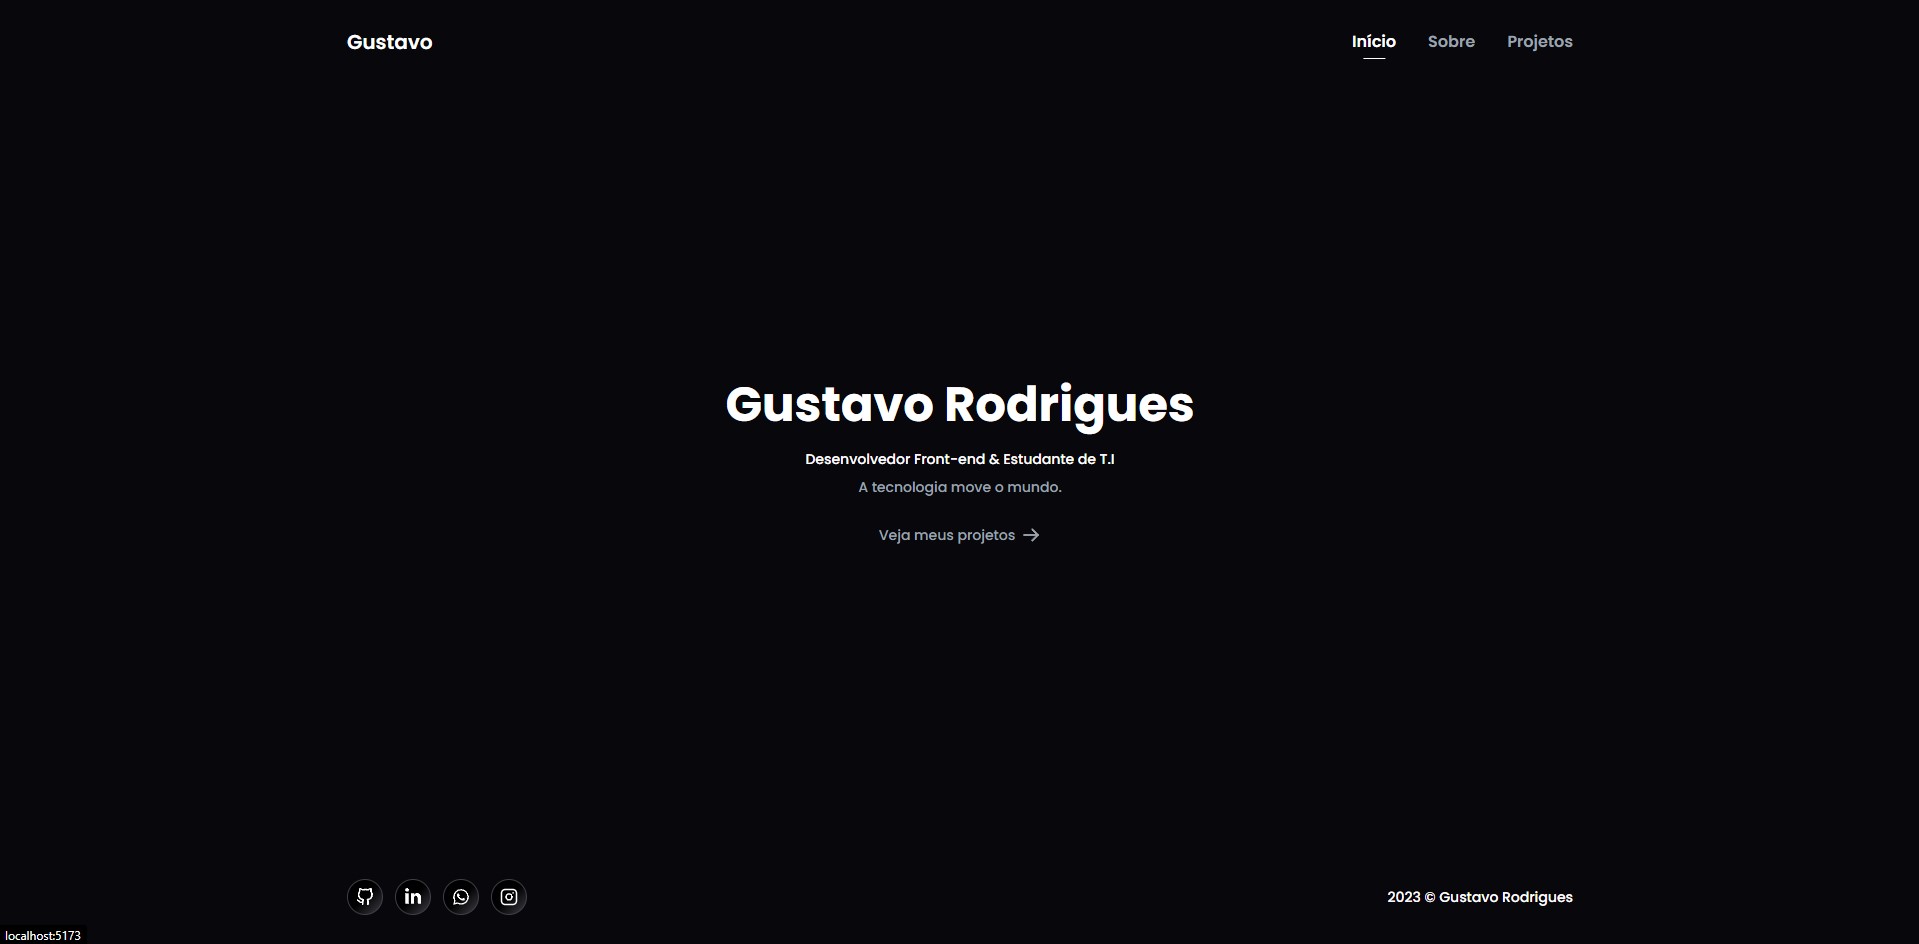 Gustavo
Início Sobre Projetos
Gustavo Rodrigues
Desenvolvedor Front-end & Estudante de T.I
A tecnologia move o mundo.
Veja meus projetos
in
2023 © Gustavo Rodrigues
localhost:5173